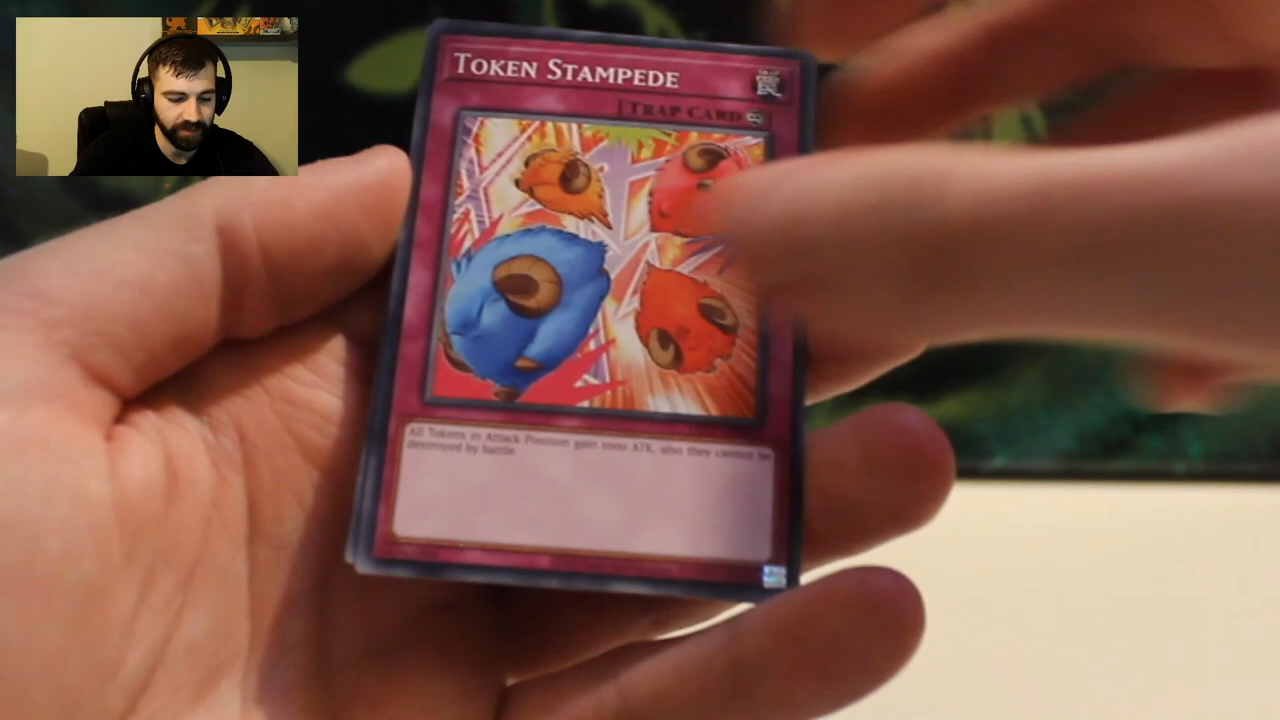 TOKEN STAMPEDE
罠
[TRAP CARD
All Tokens in Attack Position gain 1000 ATK, also they cannot be
destroyed by battle.